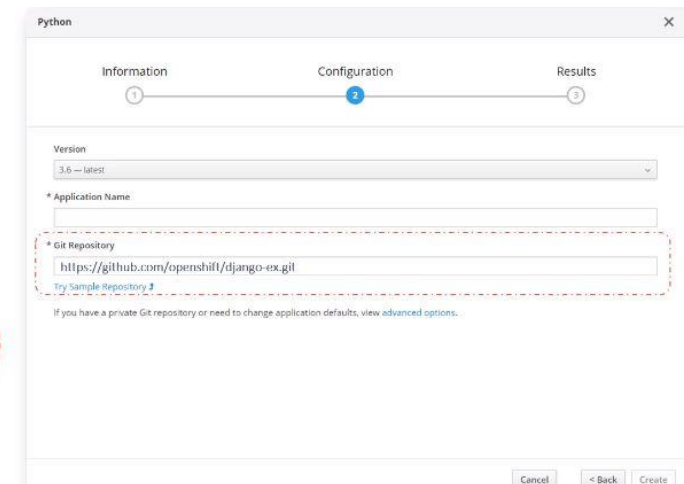 Python
Information Configuration Results
1 2 3
Version
3.6 — latest
* Application Name
* Git Repository
https://github.com/openshift/django-ex.git
Try Sample Repository
If you have a private Git repository or need to change application defaults, view advanced options.
Cancel < Back Create